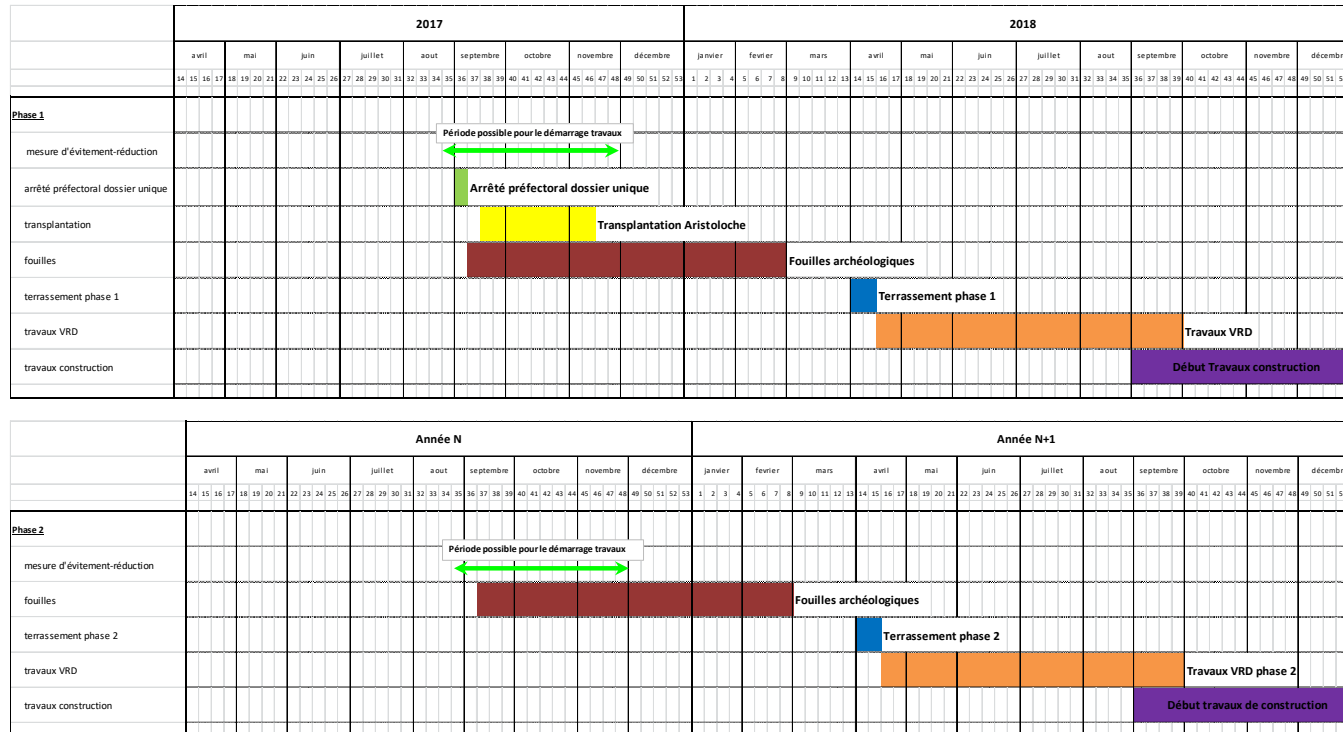 2017 2018
avril mai juin juillet aout septembre octobre novembre décembre janvier fevrier mars avril mai juin juillet aout septembre octobre novembre décembr
14 15 16 17 18 19 20 21 22 23 24 25 26 27 28 29 30 31 32 33 34 35 36 37 38 39 40 41 42 43 44 45 46 47 48 49 50 51 52 53 1 2 3 4 5 6 7 8 9 10 11 12 13 14 15 16 17 18 19 20 21 22 23 24 25 26 27 28 29 30 31 32 33 34 35 36 37 38 39 40 41 42 43 44 45 46 47 48 49 50 51 5
Phase 1
Période possible pour le démarrage travaux
mesure d'évitement-réduction
arrêté préfectoral dossier unique Arrêté préfectoral dossier unique
transplantation Transplantation Aristoloche
fouilles Fouilles archéologiques
terrassement phase 1 Terrassement phase 1
travaux VRD Travaux VRD
travaux construction Début Travaux construction
Année N Année N+1
avril mai juin juillet aout septembre octobre novembre décembre janvier fevrier mars avril mai juin juillet aout septembre octobre novembre décembr
14 15 16 17 18 19 20 21 22 23 24 25 26 27 28 29 30 31 32 33 34 35 36 37 38 39 40 41 42 43 44 45 46 47 48 49 50 51 52 53 1 2 3 4 5 6 7 8 9 10 11 12 13 14 15 16 17 18 19 20 21 22 23 24 25 26 27 28 29 30 31 32 33 34 35 36 37 38 39 40 41 42 43 44 45 46 47 48 49 50 51 5
Phase 2
Période possible pour le démarrage travaux
mesure d'évitement-réduction
fouilles Fouilles archéologiques
terrassement phase 2 Terrassement phase 2
travaux VRD Travaux VRD phase 2
travaux construction Début travaux de construction